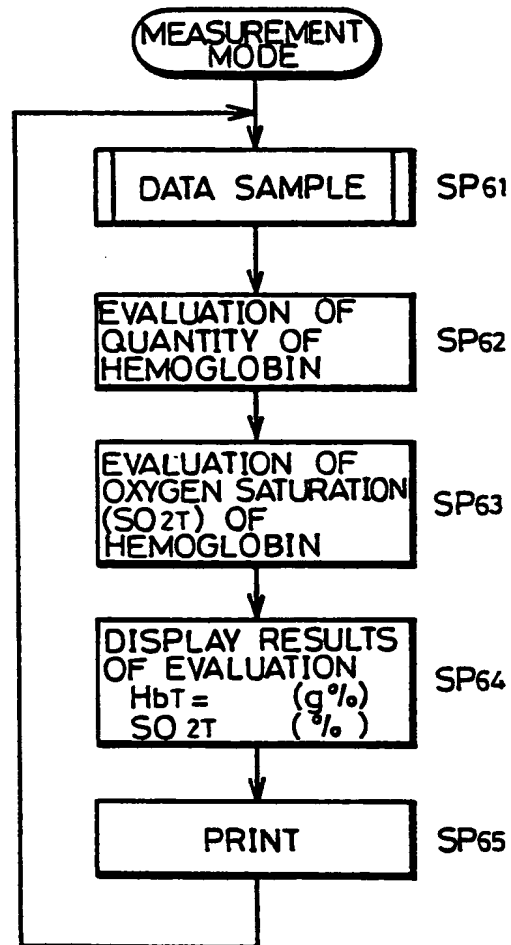 MEASUREMENT
MODE
DATA SAMPLE
SP61
EVALUATION OF
QUANTITY OF
HEMOGLOBIN
SP62
EVALUATION OF
OXYGEN SATURATION
(SO2T) OF
HEMOGLOBIN
SP63
DISPLAY RESULTS
OF EVALUATION
HbT= (g%)
SO2T (%)
SP64
PRINT
SP65